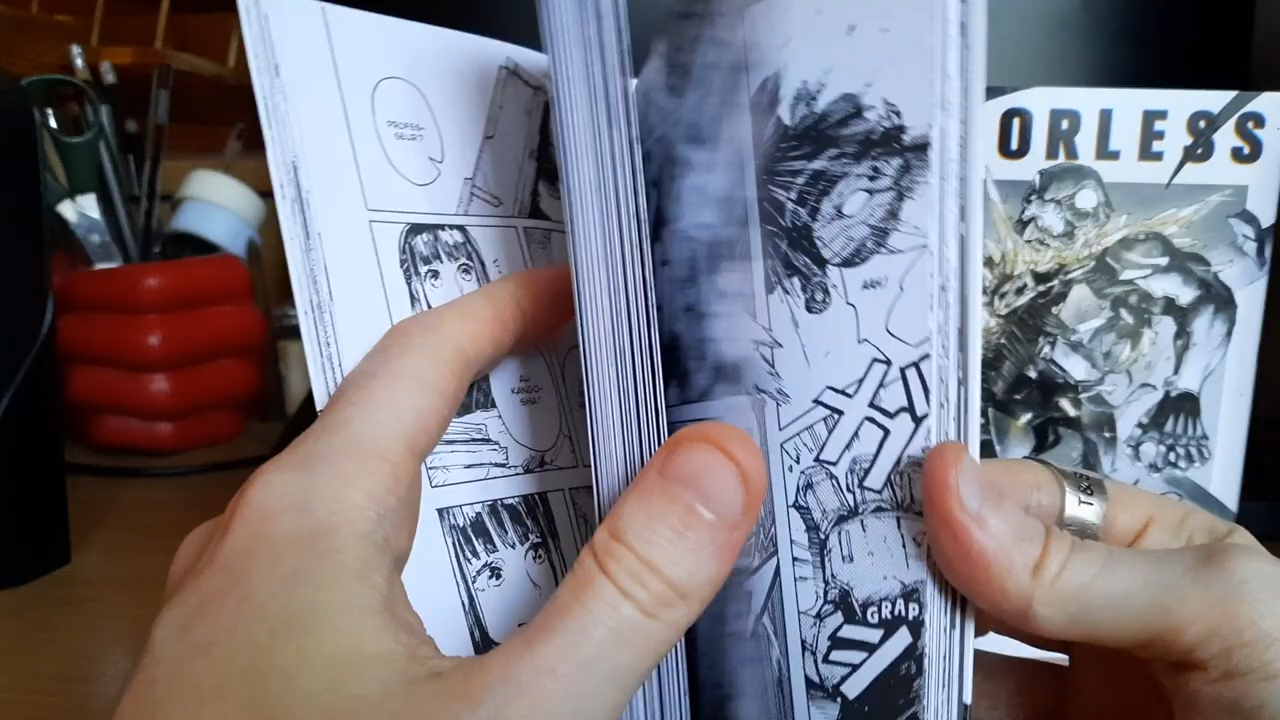 PROFES-
SEUR?
AH
KANGO-
SHA!
AAH!
GRAP
ORLESS
T&S